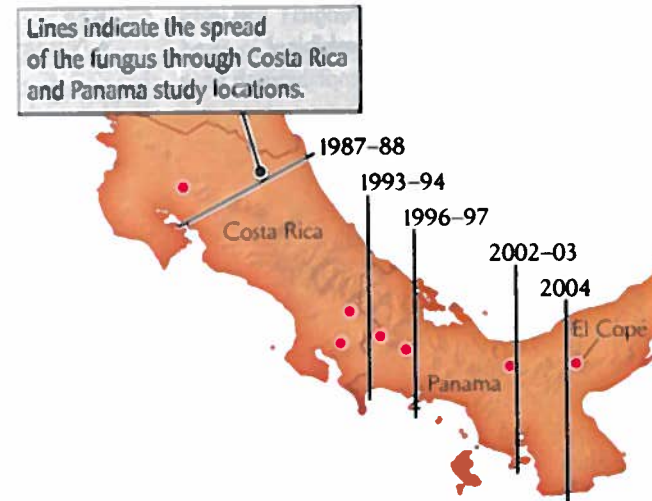 Lines indicate the spread
of the fungus through Costa Rica
and Panama study locations.
1987–88
1993–94
1996–97
Costa Rica
2002–03
2004
El Copé
Panama